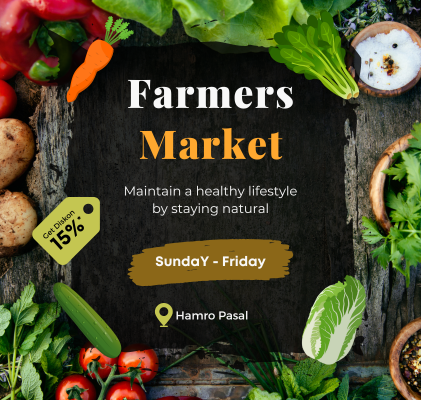 Farmers
Market
Maintain a healthy lifestyle
by staying natural
Get Diskon
15%*
SundaY - Friday
Hamro Pasal